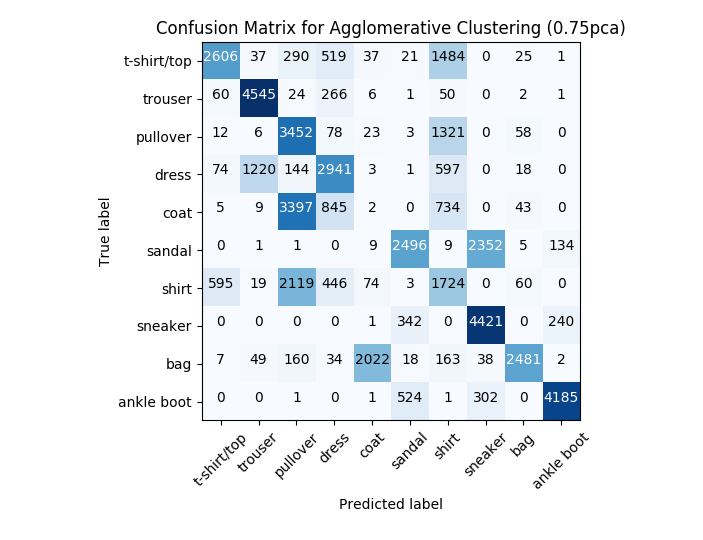 Confusion Matrix for Agglomerative Clustering (0.75pca)
t-shirt/top 2606 37 290 519 37 21 1484 0 25 1
trouser 60 4545 24 266 6 1 50 0 2 1
pullover 12 6 3452 78 23 3 1321 0 58 0
dress 74 1220 144 2941 3 1 597 0 18 0
coat 5 9 3397 845 2 0 734 0 43 0
sandal 0 1 1 0 9 2496 9 2352 5 134
shirt 595 19 2119 446 74 3 1724 0 60 0
sneaker 0 0 0 0 1 342 0 4421 0 240
bag 7 49 160 34 2022 18 163 38 2481 2
ankle boot 0 0 1 0 1 524 1 302 0 4185
True label
t-shirt/top trouser pullover dress coat sandal shirt sneaker bag ankle boot
Predicted label